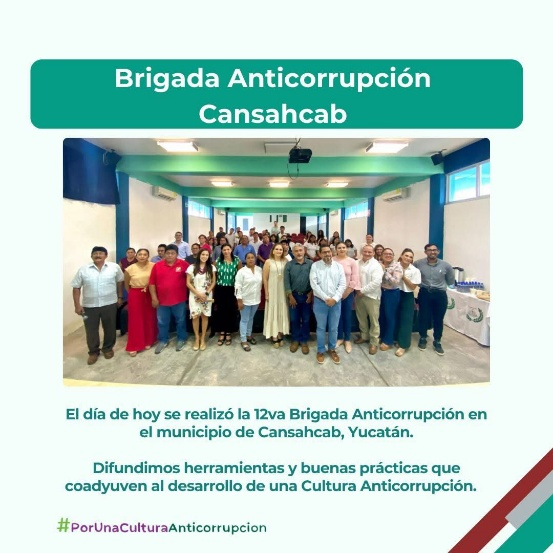 Brigada Anticorrupción
Cansahcab
El día de hoy se realizó la 12va Brigada Anticorrupción en
el municipio de Cansahcab, Yucatán.
Difundimos herramientas y buenas prácticas que
coadyuven al desarrollo de una Cultura Anticorrupción.
#PorUnaCulturaAnticorrupcion